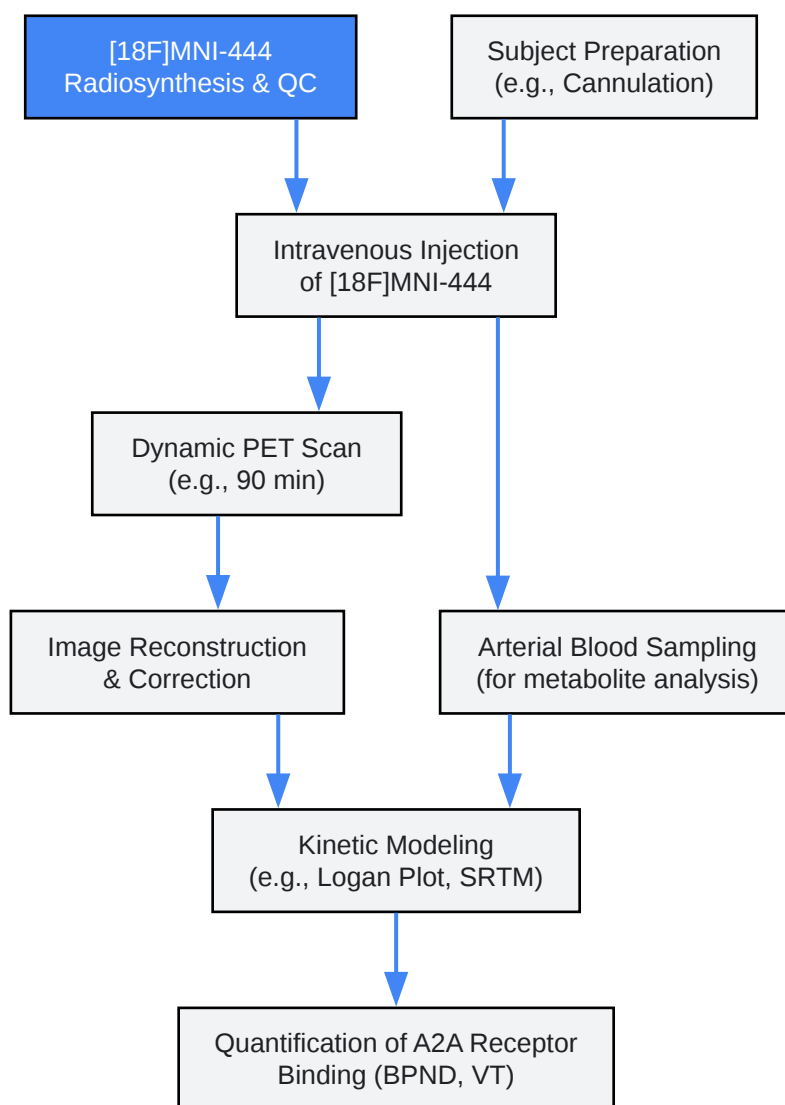 [18F]MNI-444
Radiosynthesis & QC
Subject Preparation
(e.g., Cannulation)
Intravenous Injection
of [18F]MNI-444
Dynamic PET Scan
(e.g., 90 min)
Image Reconstruction
& Correction
Arterial Blood Sampling
(for metabolite analysis)
Kinetic Modeling
(e.g., Logan Plot, SRTM)
Quantification of A2A Receptor
Binding (BPND, VT)